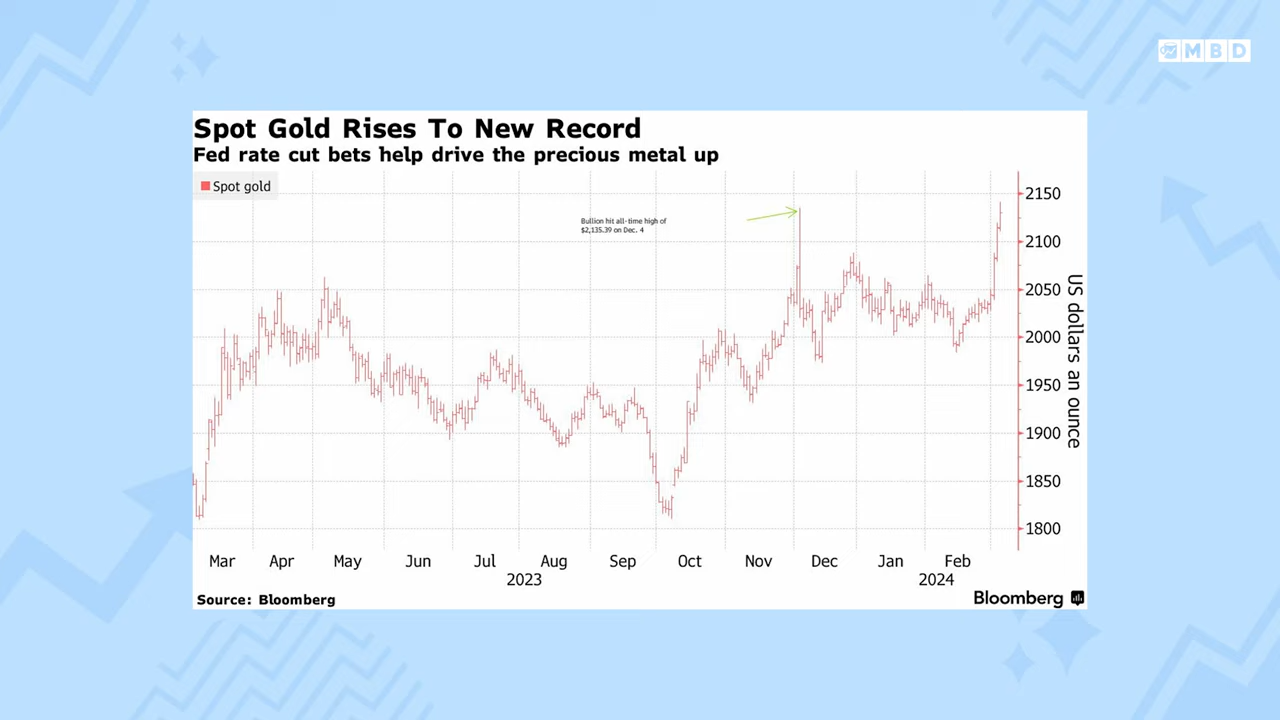 MBD
Spot Gold Rises To New Record
Fed rate cut bets help drive the precious metal up
Spot gold
Bullion hit all-time high of
$2,135.39 on Dec. 4
2150
2100
2050
2000
1950
1900
1850
1800
US dollars an ounce
Mar Apr May Jun Jul Aug Sep Oct Nov Dec Jan Feb
2023 2024
Source: Bloomberg
Bloomberg